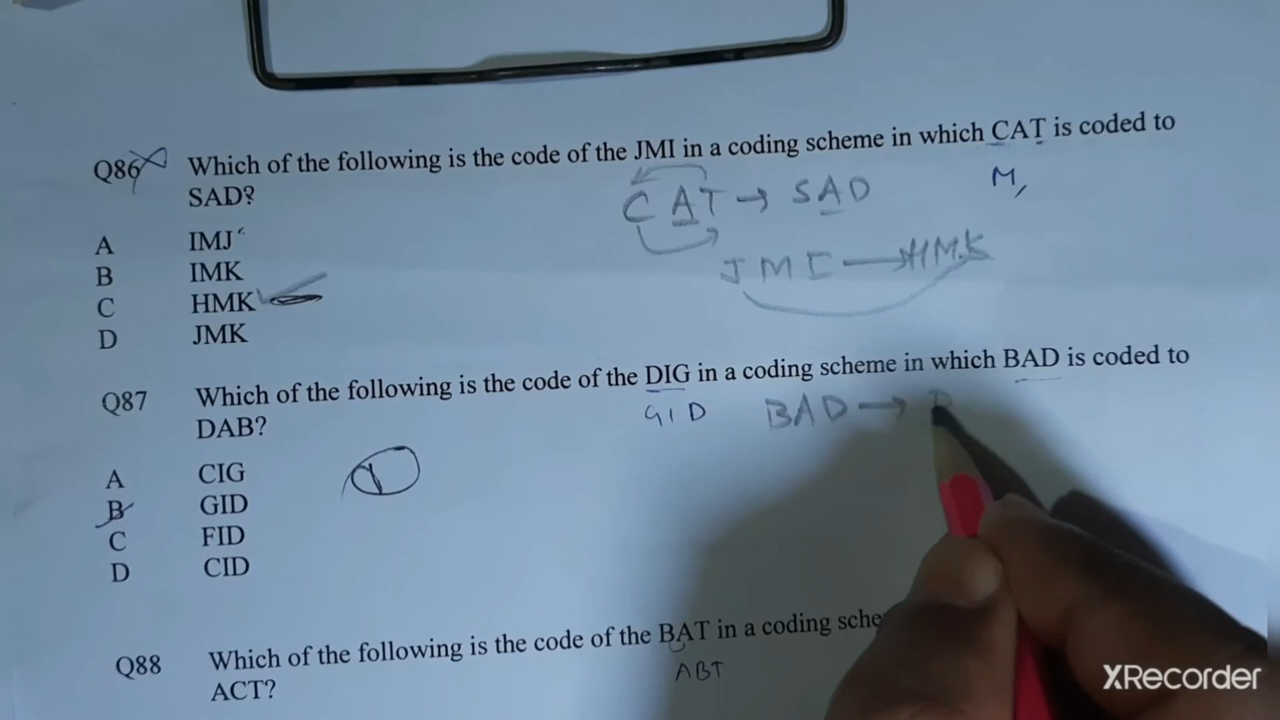 Q86 Which of the following is the code of the JMI in a coding scheme in which CAT is coded to
SAD?
CAT → SAD
M,
A IMJ
B IMK
C HMK
D JMK
JMI → HMK
Q87 Which of the following is the code of the DIG in a coding scheme in which BAD is coded to
DAB?
GID BAD →
A CIG
B GID
C FID
D CID
Q88 Which of the following is the code of the BAT in a coding sche
ACT?
ABT
XRecorder